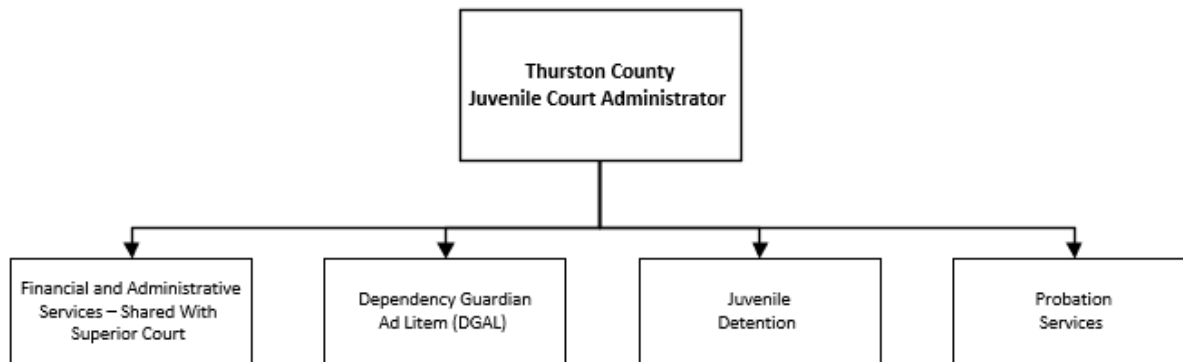 Thurston County
Juvenile Court Administrator
Financial and Administrative
Services – Shared With
Superior Court
Dependency Guardian
Ad Litem (DGAL)
Juvenile
Detention
Probation
Services